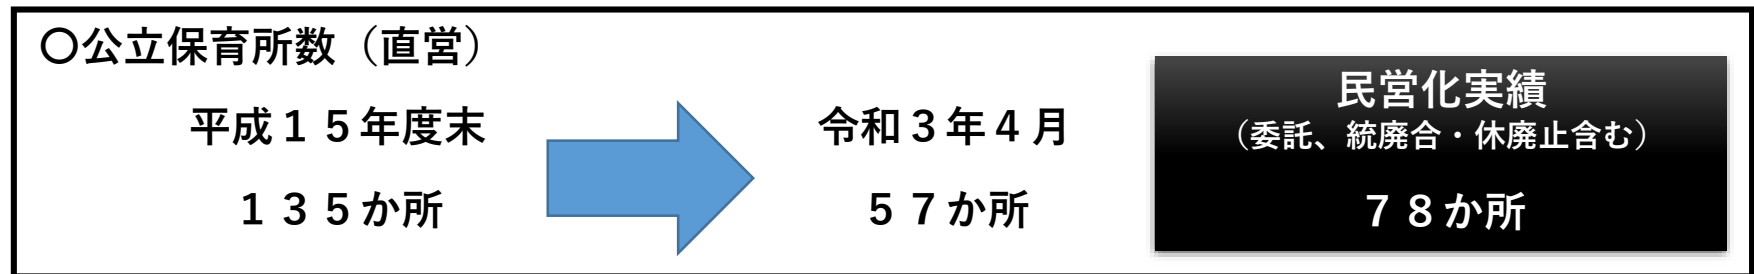 〇公立保育所数（直営）
平成１５年度末
１３５か所
令和３年４月
５７か所
民営化実績
（委託、統廃合・休廃止含む）
７８か所